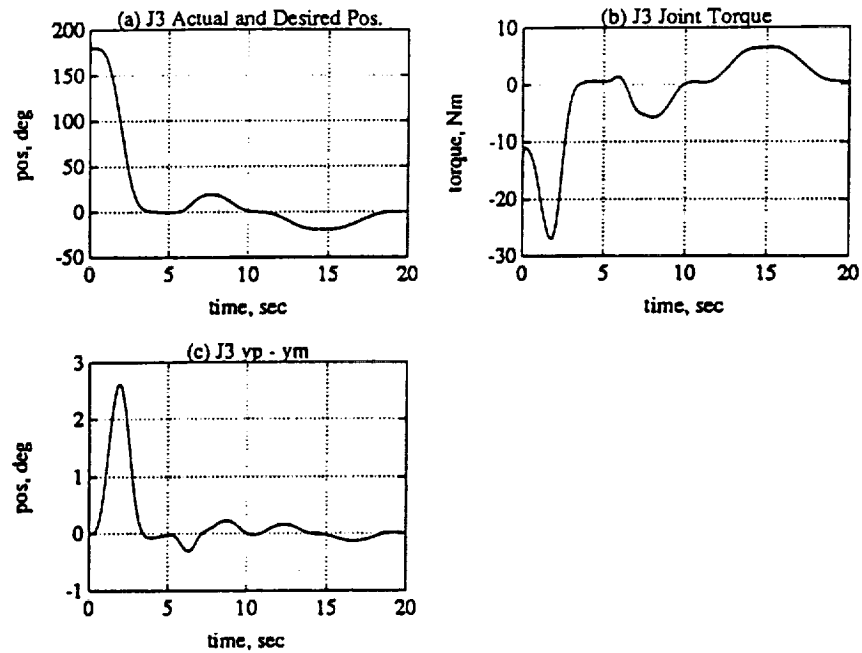 (a) J3 Actual and Desired Pos.
200
150
100
50
0
-50
pos, deg
0 5 10 15 20
time, sec
(b) J3 Joint Torque
10
0
-10
-20
-30
torque, Nm
0 5 10 15 20
time, sec
(c) J3 yp - ym
3
2
1
0
-1
pos, deg
0 5 10 15 20
time, sec